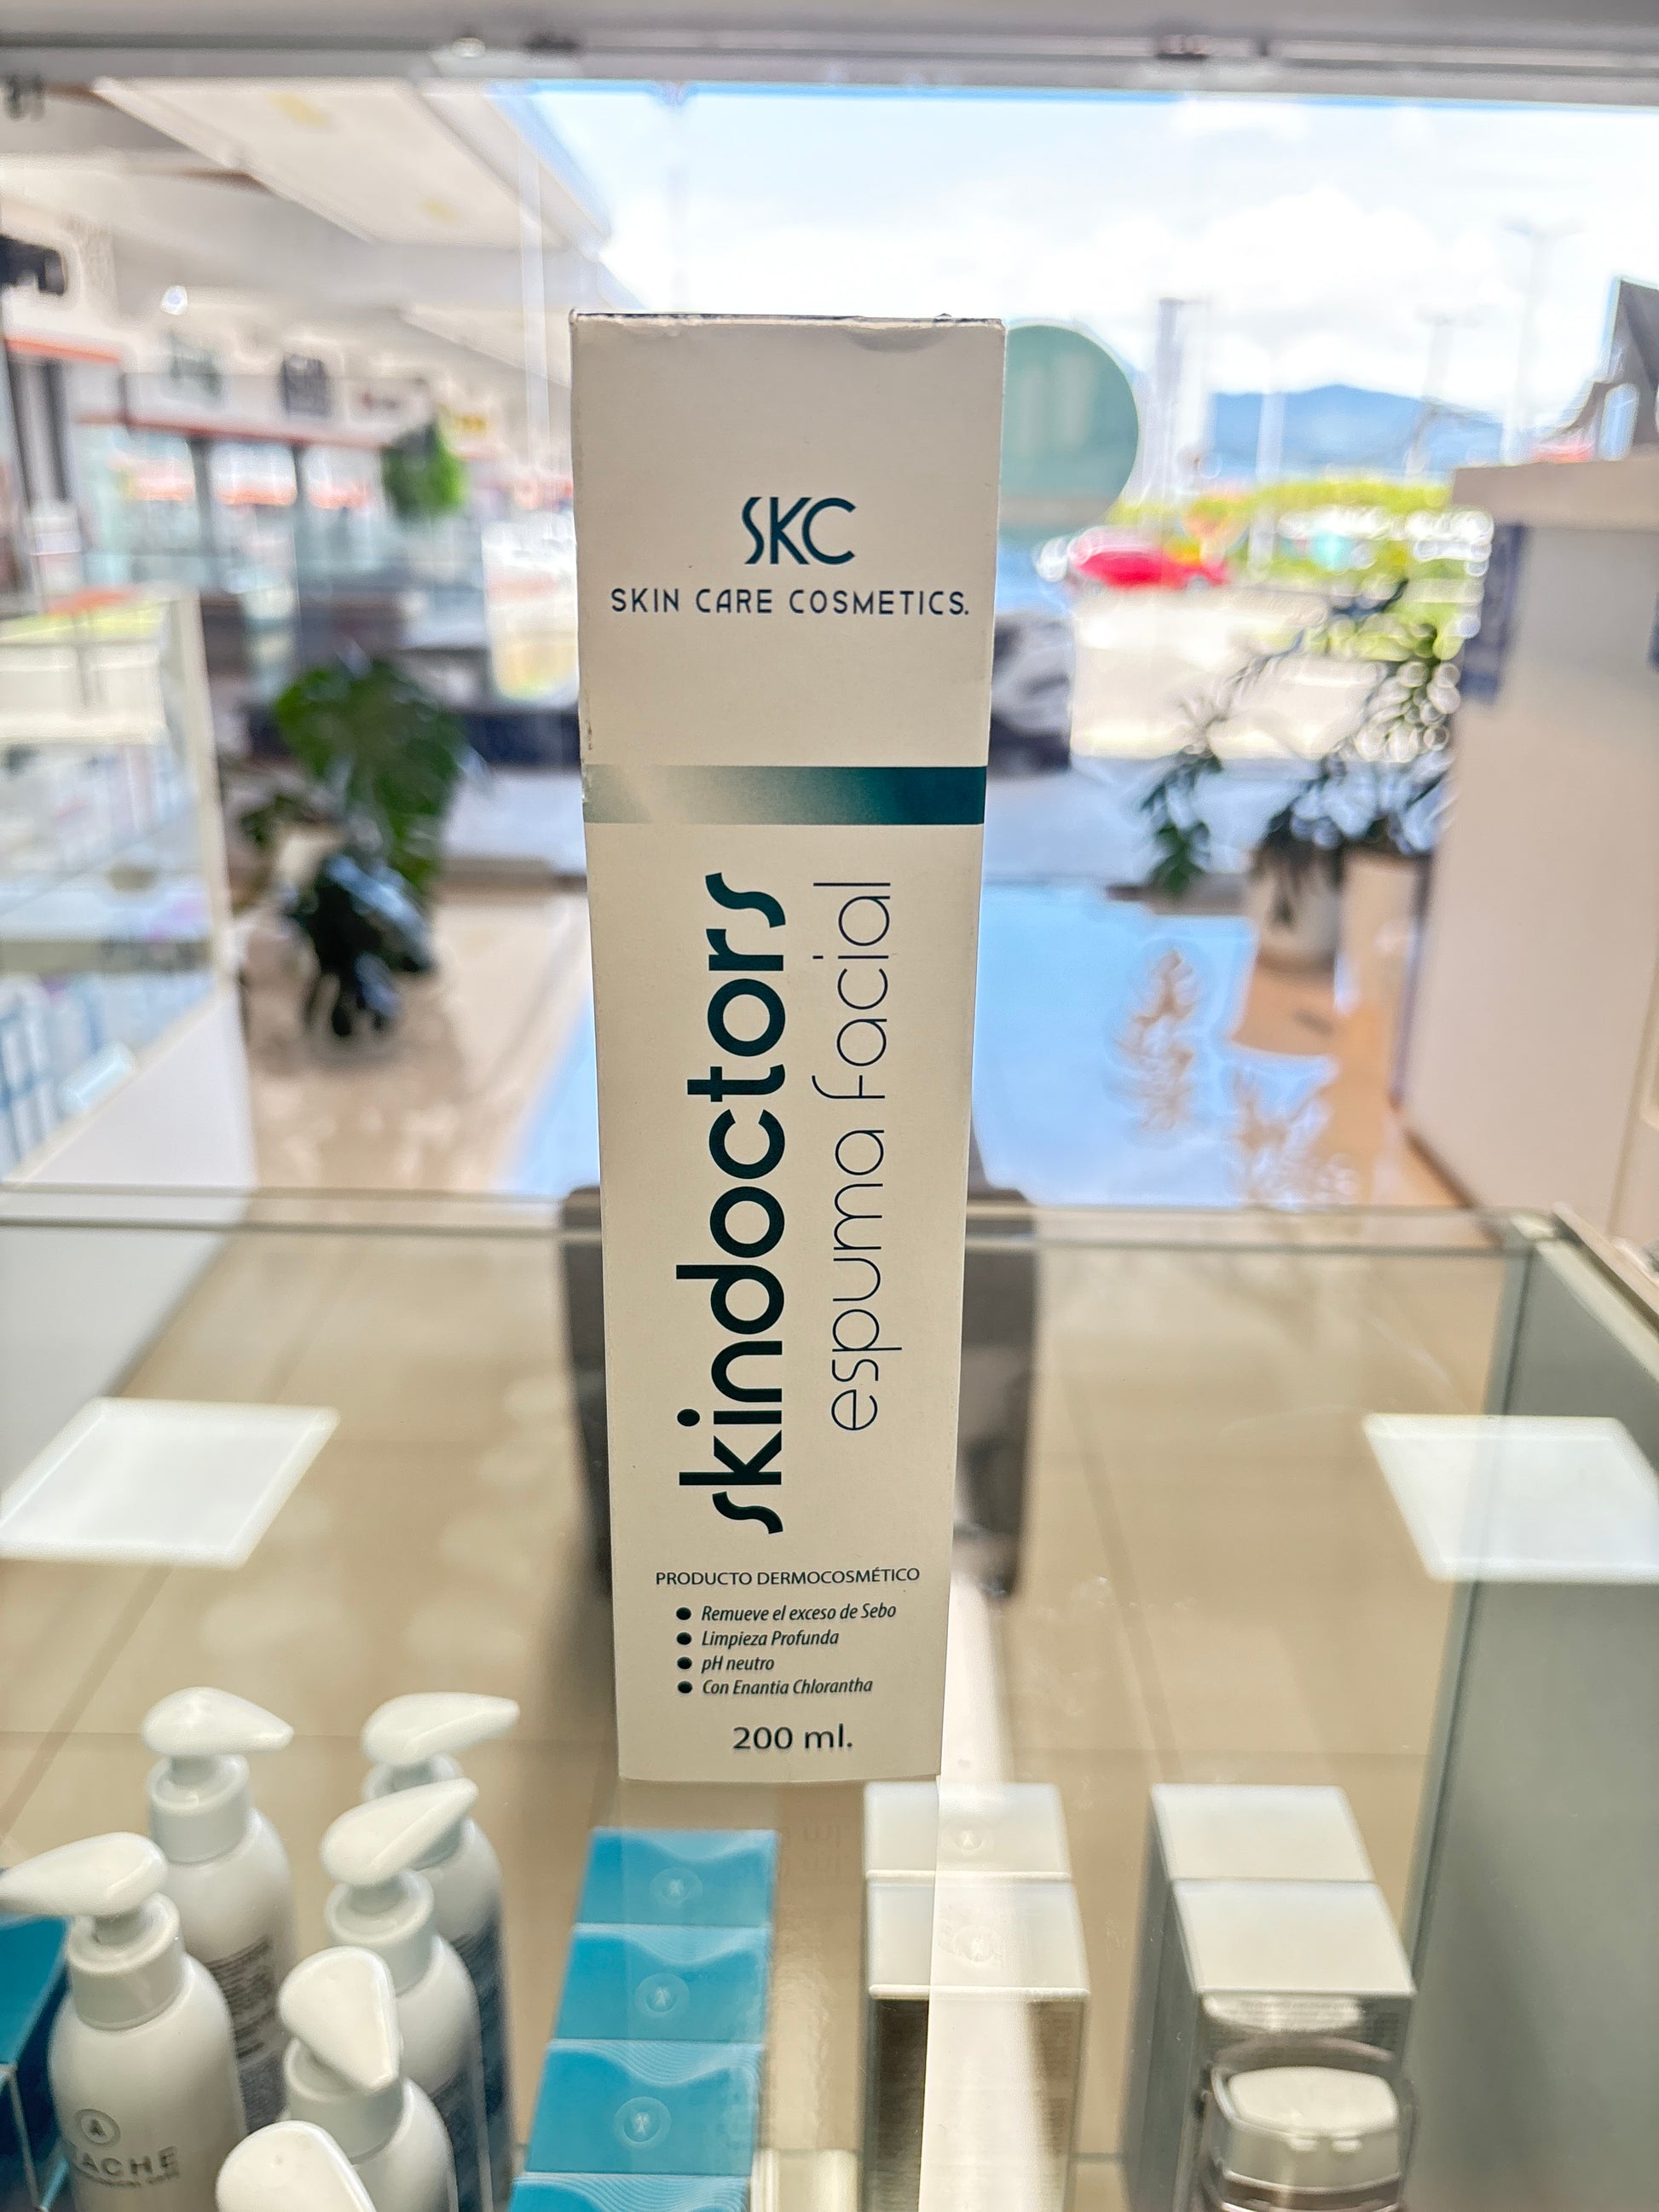 SKC
SKIN CARE COSMETICS.
skindoctors
espuma facial
PRODUCTO DERMOCOSMÉTICO
● Remueve el exceso de Sebo
● Limpieza Profunda
● pH neutro
● Con Enantia Chlorantha
200 ml.